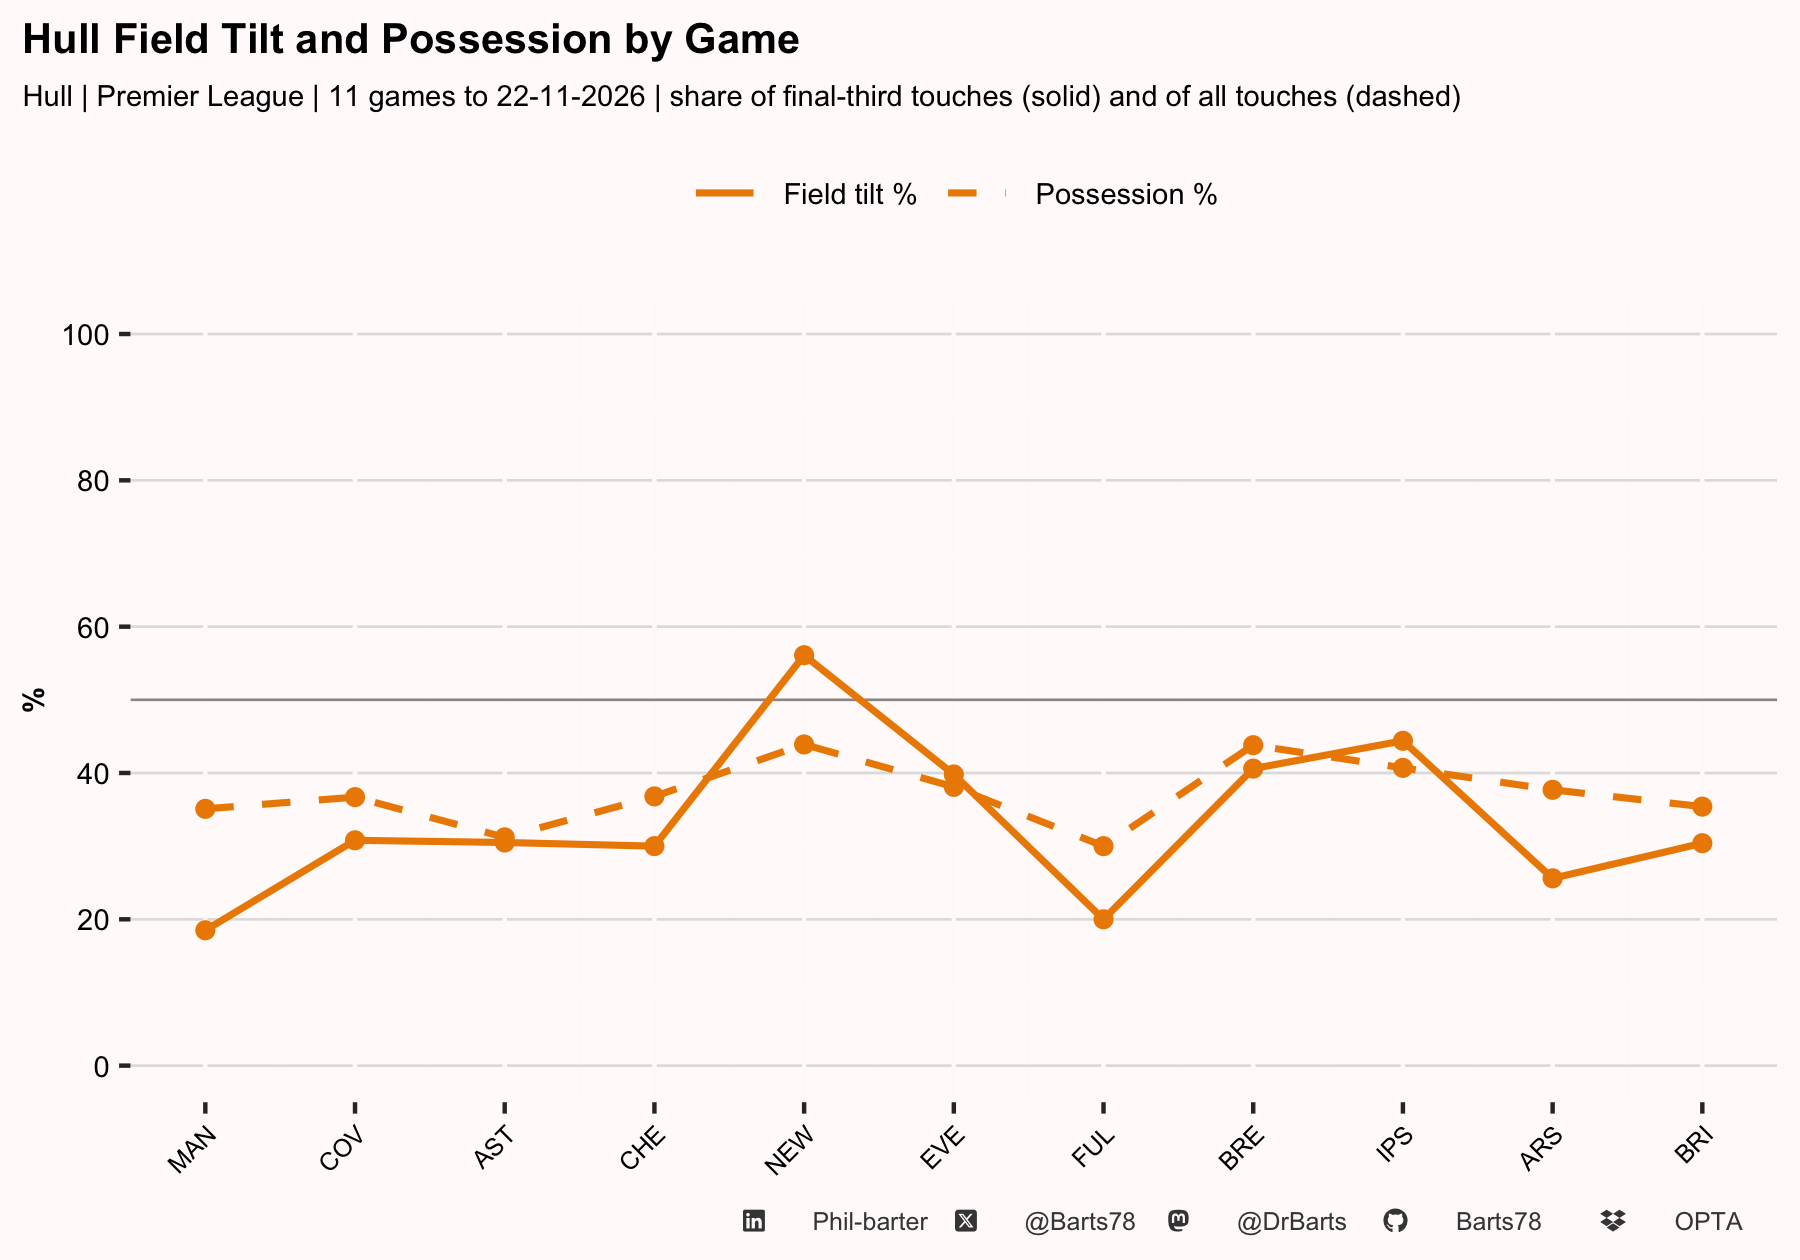 Hull Field Tilt and Possession by Game
Hull | Premier League | 11 games to 22-11-2026 | share of final-third touches (solid) and of all touches (dashed)
Field tilt % Possession %
100
80
60
40
20
0
%
MAN COV AST CHE NEW EVE FUL BRE IPS ARS BRI
Phil-barter @Barts78 @DrBarts Barts78 OPTA